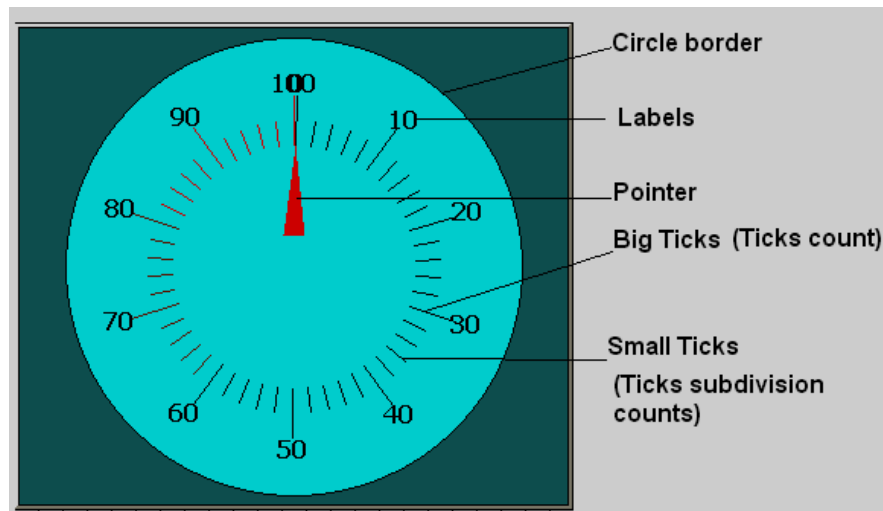 Circle border
100
90
10
Labels
Pointer
80
20
Big Ticks (Ticks count)
70
30
Small Ticks
(Ticks subdivision
counts)
60
40
50